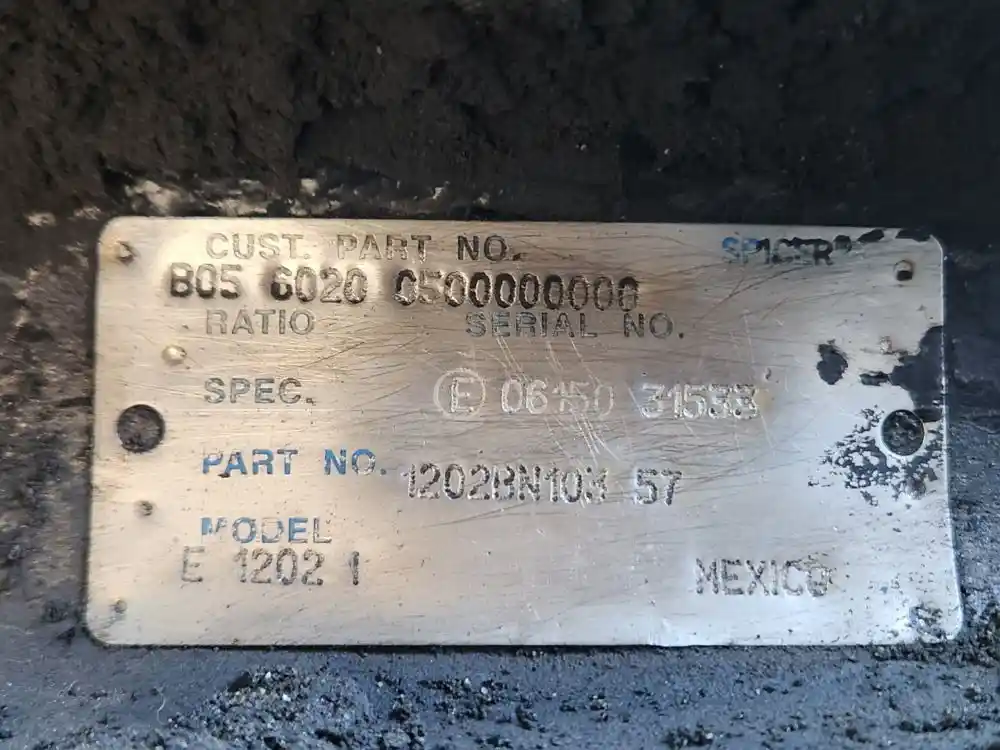 CUST. PART NO. SPICER®
B05 6020 0500000000
RATIO SERIAL NO.
SPEC. E 06150 31533
PART NO. 1202BN103 57
MODEL
E 1202 I
MEXICO